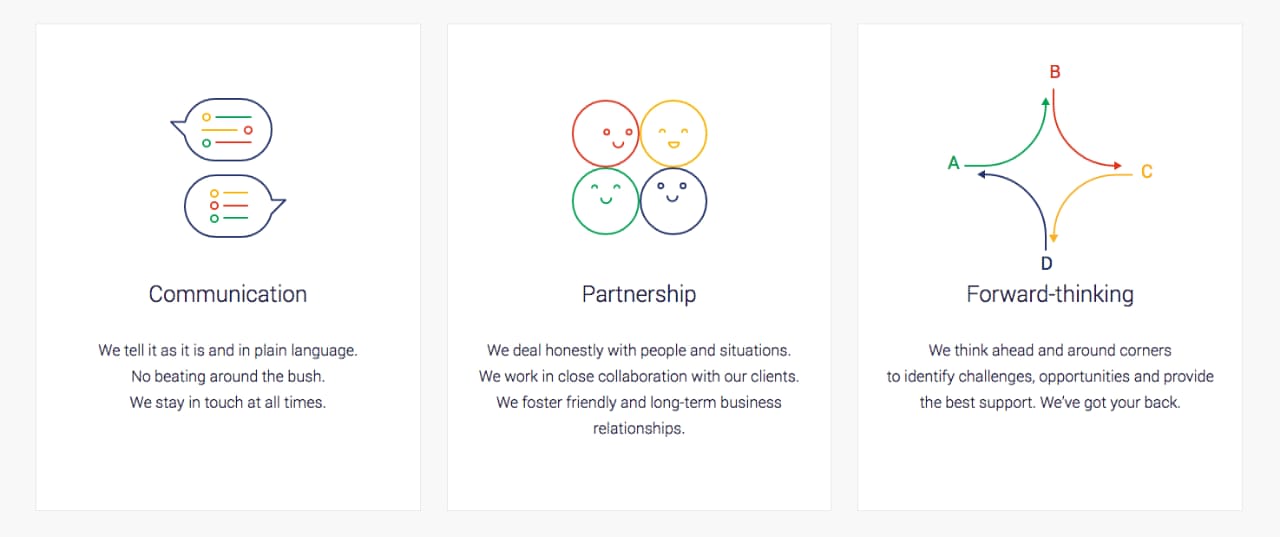 B
A
C
D
Communication
We tell it as it is and in plain language.
No beating around the bush.
We stay in touch at all times.
Partnership
We deal honestly with people and situations.
We work in close collaboration with our clients.
We foster friendly and long-term business
relationships.
Forward-thinking
We think ahead and around corners
to identify challenges, opportunities and provide
the best support. We’ve got your back.